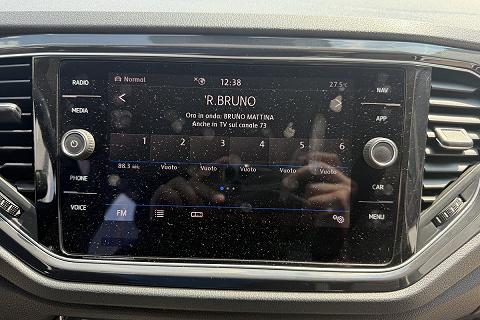 RADIO
MEDIA
PHONE
VOICE
Normal
12:38
27.5°C
'R.BRUNO
Ora in onda: BRUNO MATTINA
Anche in TV sul canale 73
1 2 3 4 5 6
88.3 Vuoto Vuoto Vuoto Vuoto Vuoto
FM
NAV
APP
CAR
MENU